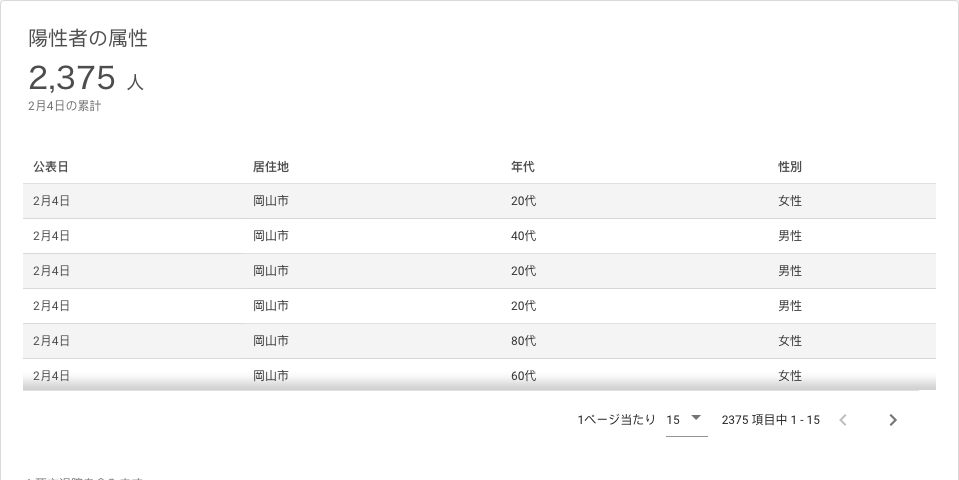 陽性者の属性
2,375 人
2月4日の累計
公表日 居住地 年代 性別
2月4日 岡山市 20代 女性
2月4日 岡山市 40代 男性
2月4日 岡山市 20代 男性
2月4日 岡山市 20代 男性
2月4日 岡山市 80代 女性
2月4日 岡山市 60代 女性
1ページ当たり 15 2375 項目中 1 - 15